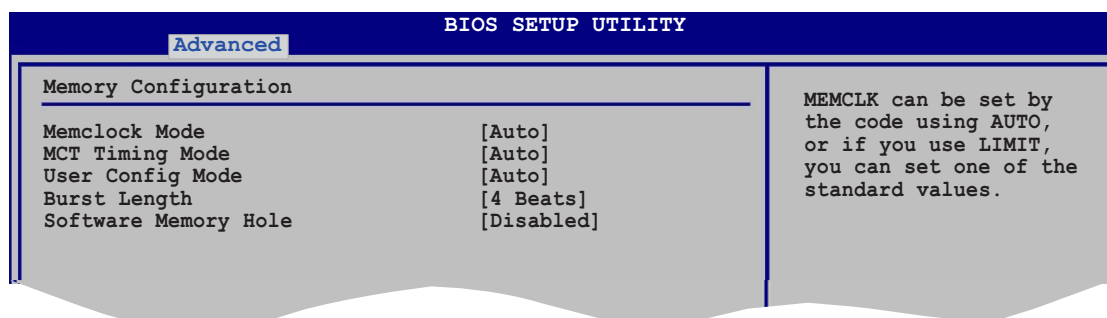 BIOS SETUP UTILITY
Advanced
Memory Configuration
Memclock Mode [Auto]
MCT Timing Mode [Auto]
User Config Mode [Auto]
Burst Length [4 Beats]
Software Memory Hole [Disabled]
MEMCLK can be set by
the code using AUTO,
or if you use LIMIT,
you can set one of the
standard values.